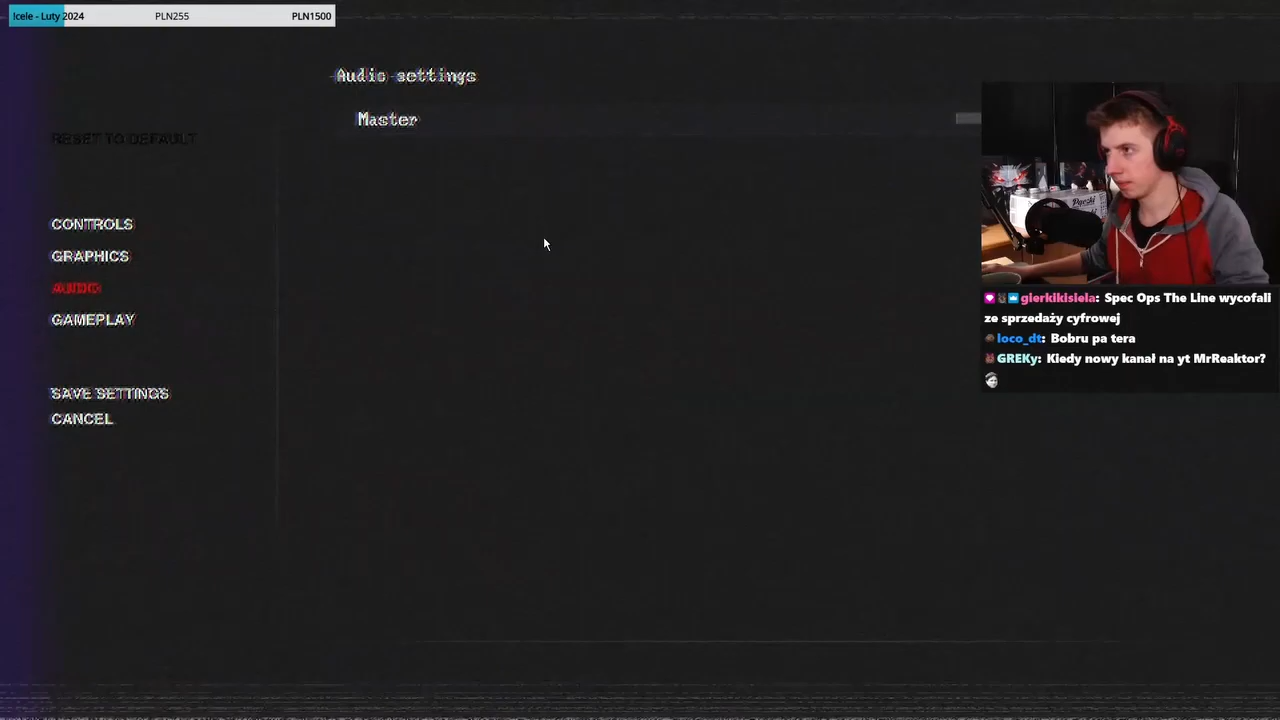 Icele - Luty 2024 PLN255 PLN1500
Audio settings
Master
RESET TO DEFAULT
CONTROLS
GRAPHICS
AUDIO
GAMEPLAY
SAVE SETTINGS
CANCEL
gierkikisiela: Spec Ops The Line wycofali
ze sprzedaży cyfrowej
loco_dt: Bobru pa tera
GREKy: Kiedy nowy kanał na yt MrReaktor?